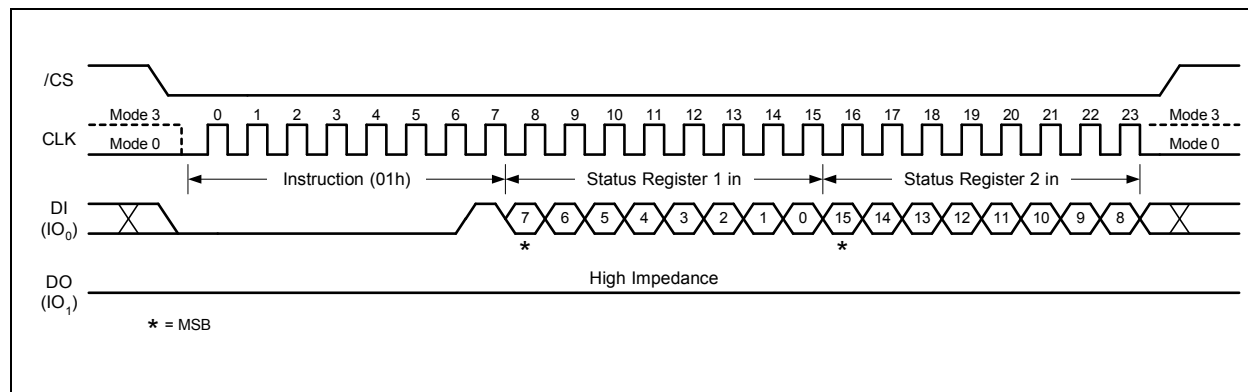 /CS
Mode 3 0 1 2 3 4 5 6 7 8 9 10 11 12 13 14 15 16 17 18 19 20 21 22 23 Mode 3
CLK
Mode 0 Mode 0
Instruction (01h) Status Register 1 in Status Register 2 in
DI
(IO0) 7 6 5 4 3 2 1 0 15 14 13 12 11 10 9 8
* *
High Impedance
DO
(IO1)
* = MSB